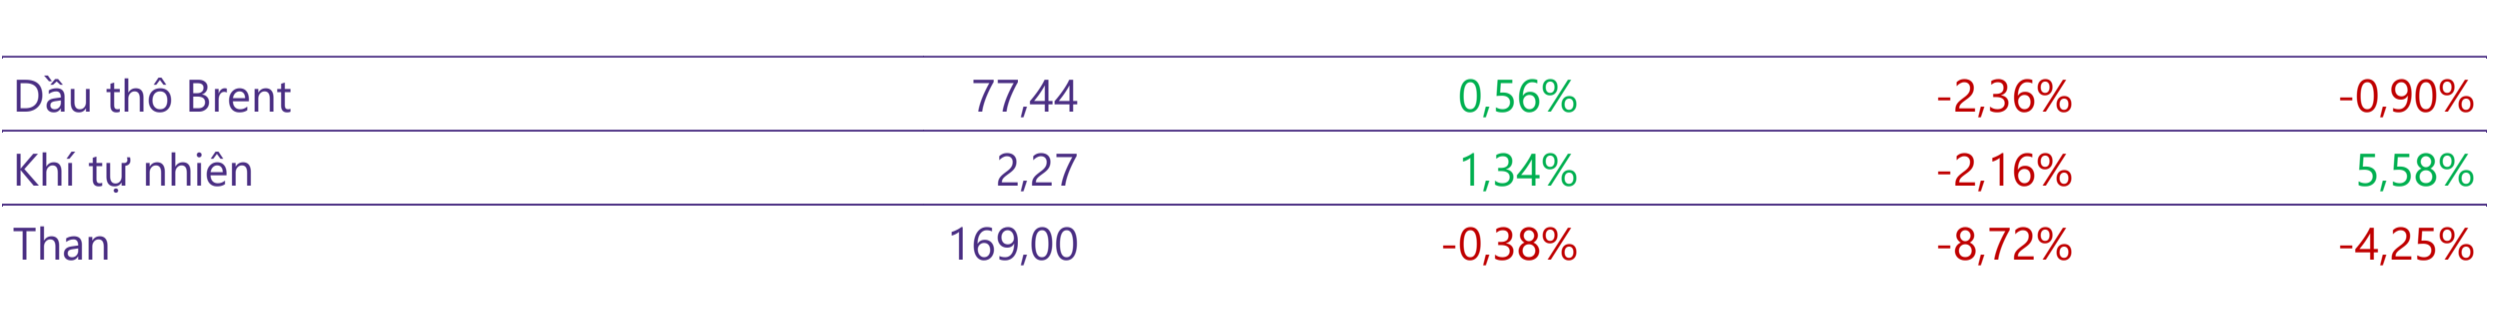 Dầu thô Brent 77,44 0,56% -2,36% -0,90%
Khí tự nhiên 2,27 1,34% -2,16% 5,58%
Than 169,00 -0,38% -8,72% -4,25%